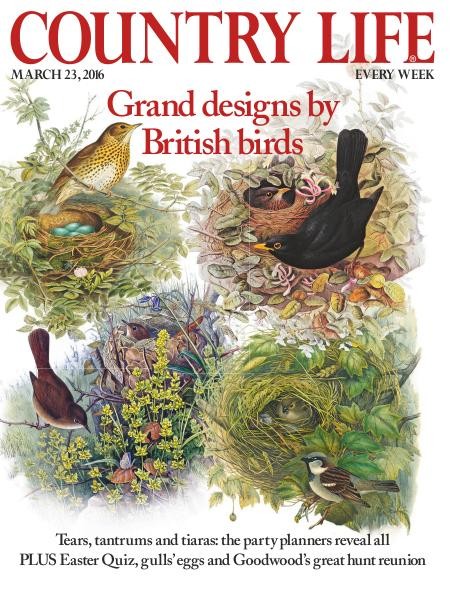 COUNTRY LIFE®
MARCH 23, 2016
EVERY WEEK
Grand designs by
British birds
Tears, tantrums and tiaras: the party planners reveal all
PLUS Easter Quiz, gulls' eggs and Goodwood's great hunt reunion